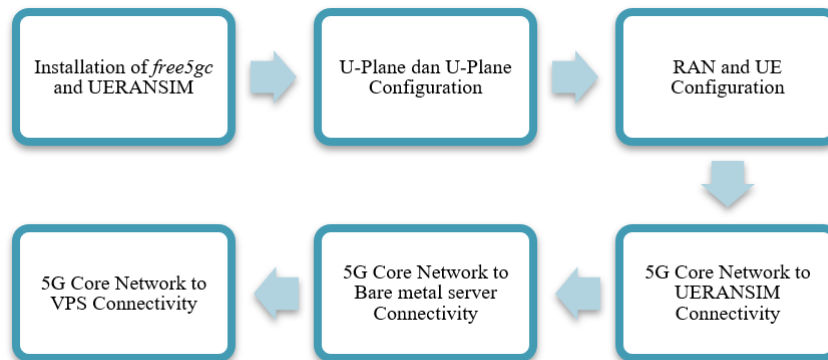 Installation of free5gc
and UERANSIM
U-Plane dan U-Plane
Configuration
RAN and UE
Configuration
5G Core Network to
UERANSIM
Connectivity
5G Core Network to
Bare metal server
Connectivity
5G Core Network to
VPS Connectivity